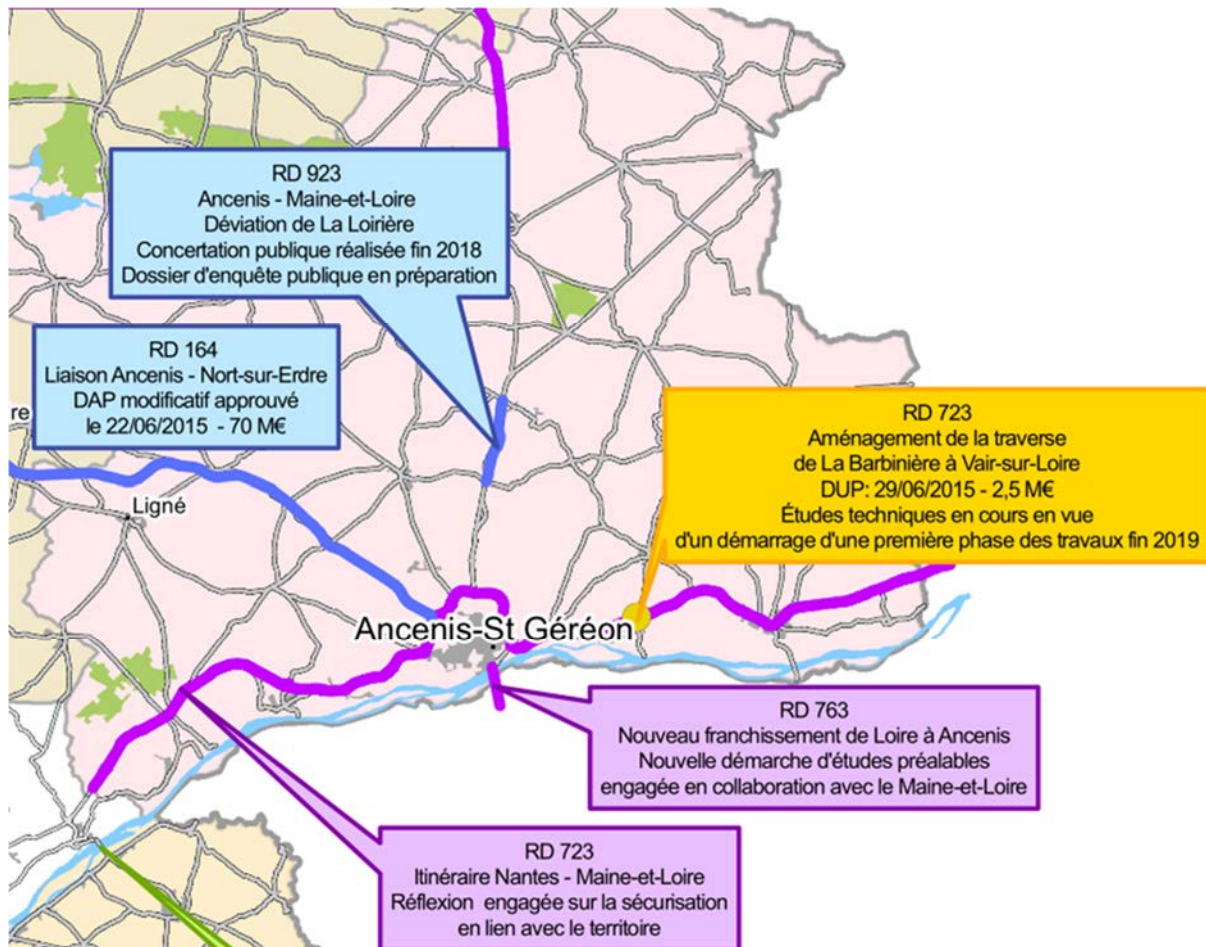 RD 923
Ancenis - Maine-et-Loire
Déviation de La Loirière
Concertation publique réalisée fin 2018
Dossier d'enquête publique en préparation
RD 164
Liaison Ancenis - Nort-sur-Erdre
DAP modificatif approuvé
le 22/06/2015 - 70 M€
re
RD 723
Aménagement de la traverse
de La Barbinière à Vair-sur-Loire
DUP: 29/06/2015 - 2,5 M€
Études techniques en cours en vue
d'un démarrage d'une première phase des travaux fin 2019
Ligné
Ancenis-St Géréon
RD 763
Nouveau franchissement de Loire à Ancenis
Nouvelle démarche d'études préalables
engagée en collaboration avec le Maine-et-Loire
RD 723
Itinéraire Nantes - Maine-et-Loire
Réflexion engagée sur la sécurisation
en lien avec le territoire